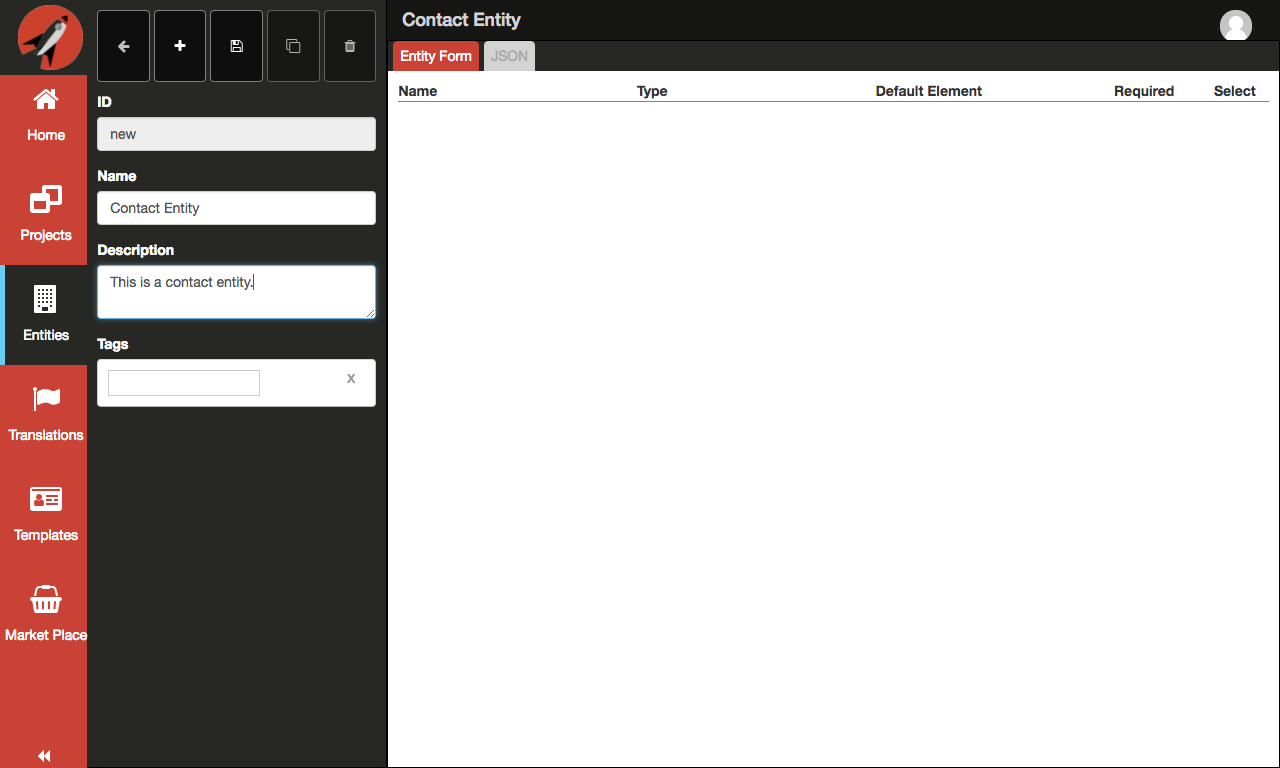 Home
Projects
Entities
Translations
Templates
Market Place
ID
new
Name
Contact Entity
Description
This is a contact entity.
Tags
X
Contact Entity
Entity Form
JSON
Name Type Default Element Required Select